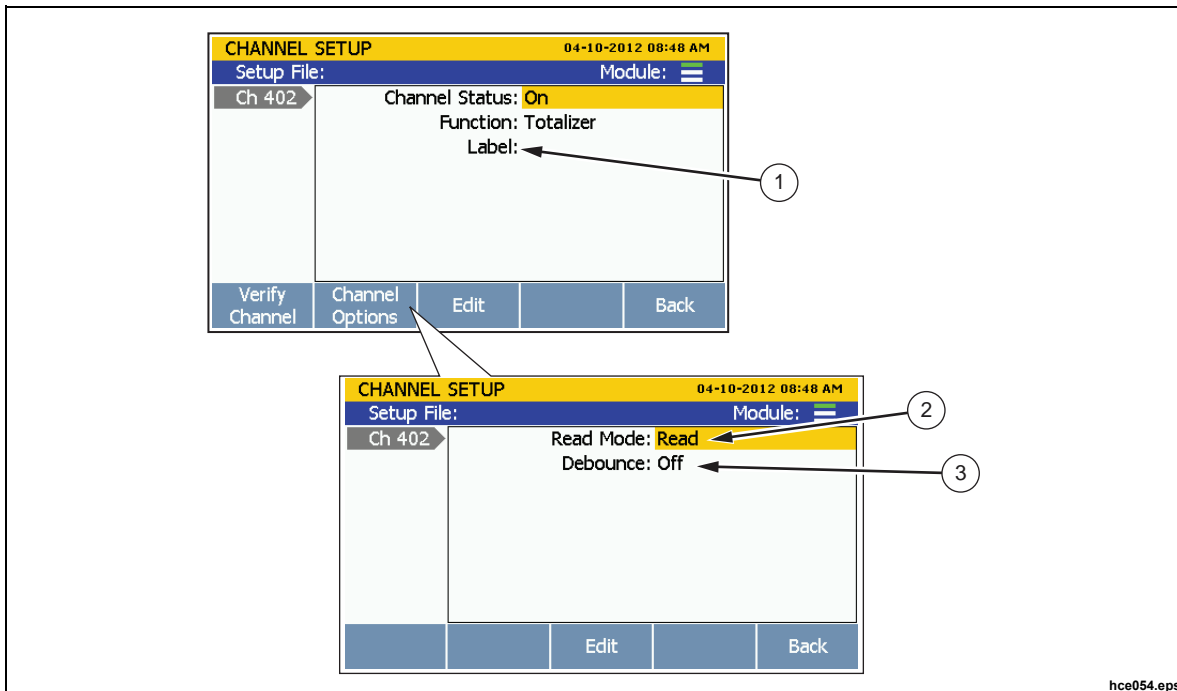 CHANNEL SETUP 04-10-2012 08:48 AM
Setup File: Module:
Ch 402 Channel Status: On
Function: Totalizer
Label:
1
Verify Channel Channel Options Edit Back
CHANNEL SETUP 04-10-2012 08:48 AM
Setup File: Module:
2
Ch 402 Read Mode: Read
Debounce: Off
3
Edit Back
hce054.eps